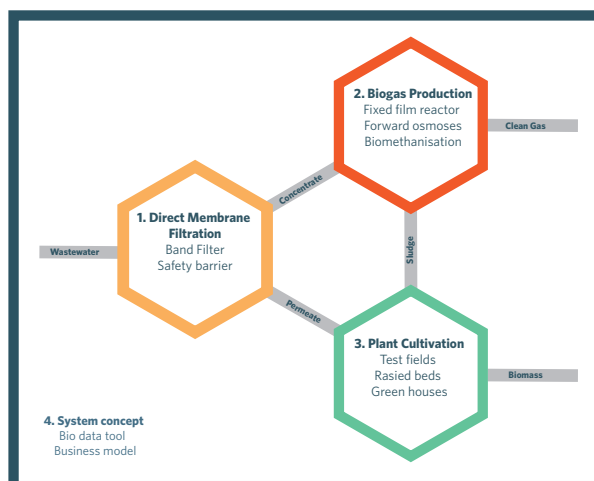 2. Biogas Production
Fixed film reactor
Forward osmoses
Biomethanisation
Clean Gas
Concentrate
1. Direct Membrane
Filtration
Band Filter
Safety barrier
Wastewater
Sludge
Permeate
3. Plant Cultivation
Test fields
Rasied beds
Green houses
Biomass
4. System concept
Bio data tool
Business model